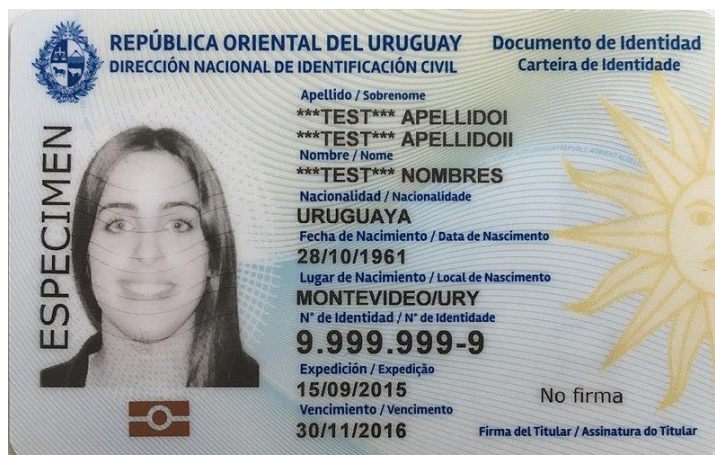 REPÚBLICA ORIENTAL DEL URUGUAY
DIRECCIÓN NACIONAL DE IDENTIFICACIÓN CIVIL
Documento de Identidad
Carteira de Identidade
ESPECIMEN
Apellido / Sobrenome
***TEST*** APELLIDOI
***TEST*** APELLIDOII
Nombre / Nome
***TEST*** NOMBRES
Nacionalidad / Nacionalidade
URUGUAYA
Fecha de Nacimiento / Data de Nascimento
28/10/1961
Lugar de Nacimiento / Local de Nascimento
MONTEVIDEO/URY
N° de Identidad / N° de Identidade
9.999.999-9
Expedición / Expedição
15/09/2015
Vencimiento / Vencimento
30/11/2016
No firma
Firma del Titular / Assinatura do Titular